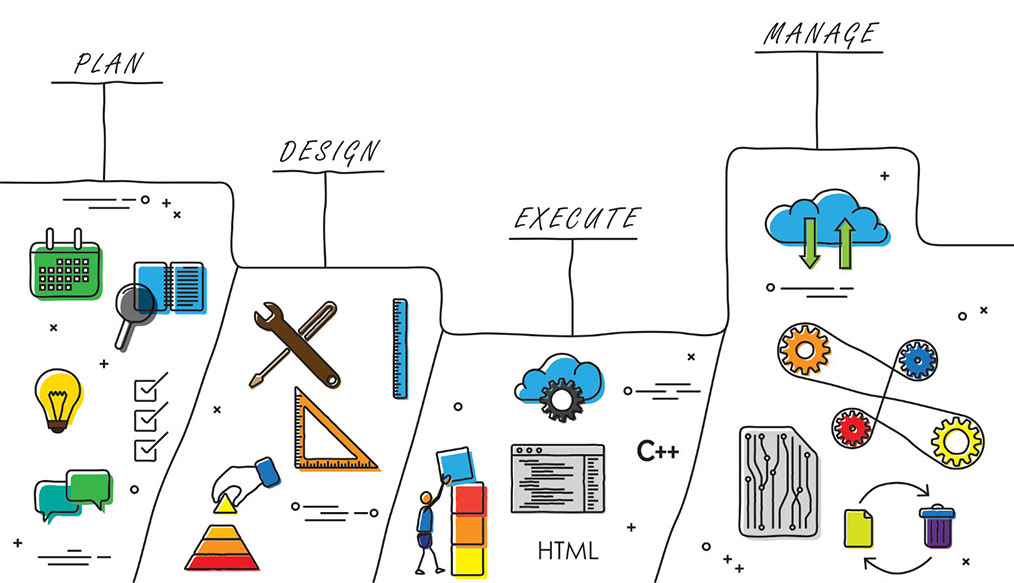 PLAN
DESIGN
EXECUTE
MANAGE
C++
HTML